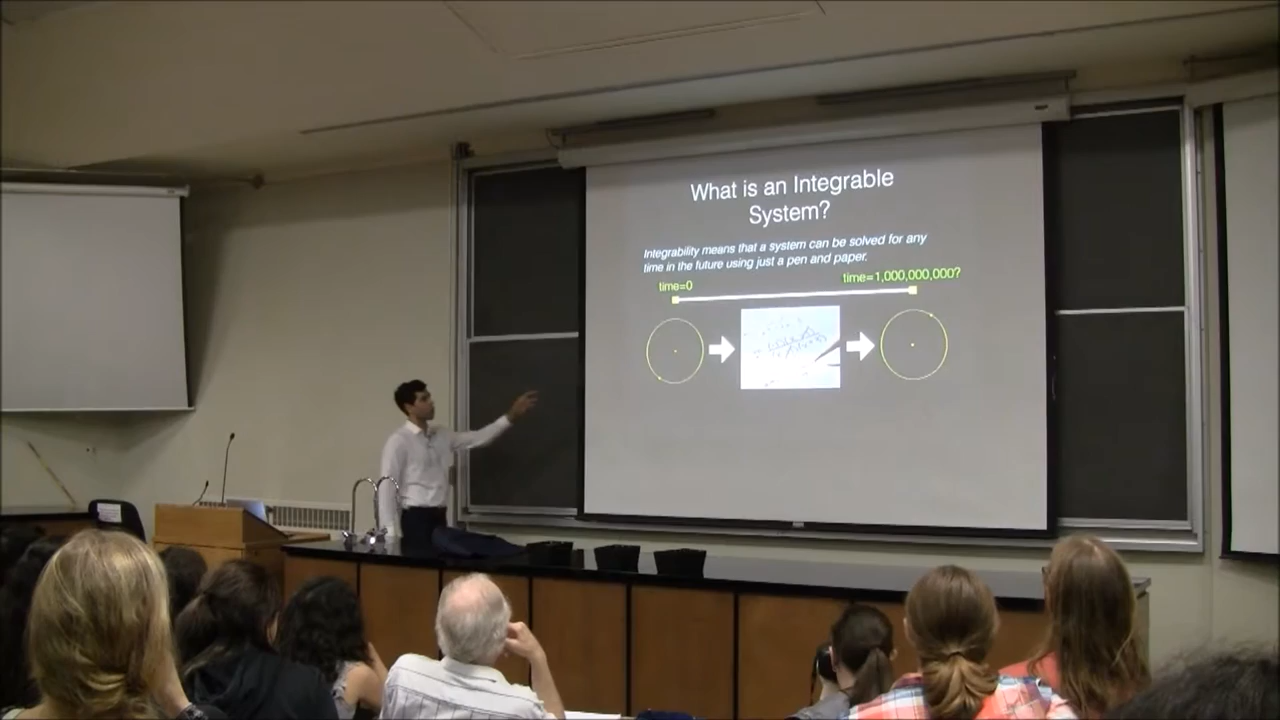 What is an Integrable
System?
Integrability means that a system can be solved for any
time in the future using just a pen and paper.
time=0
time=1,000,000,000?